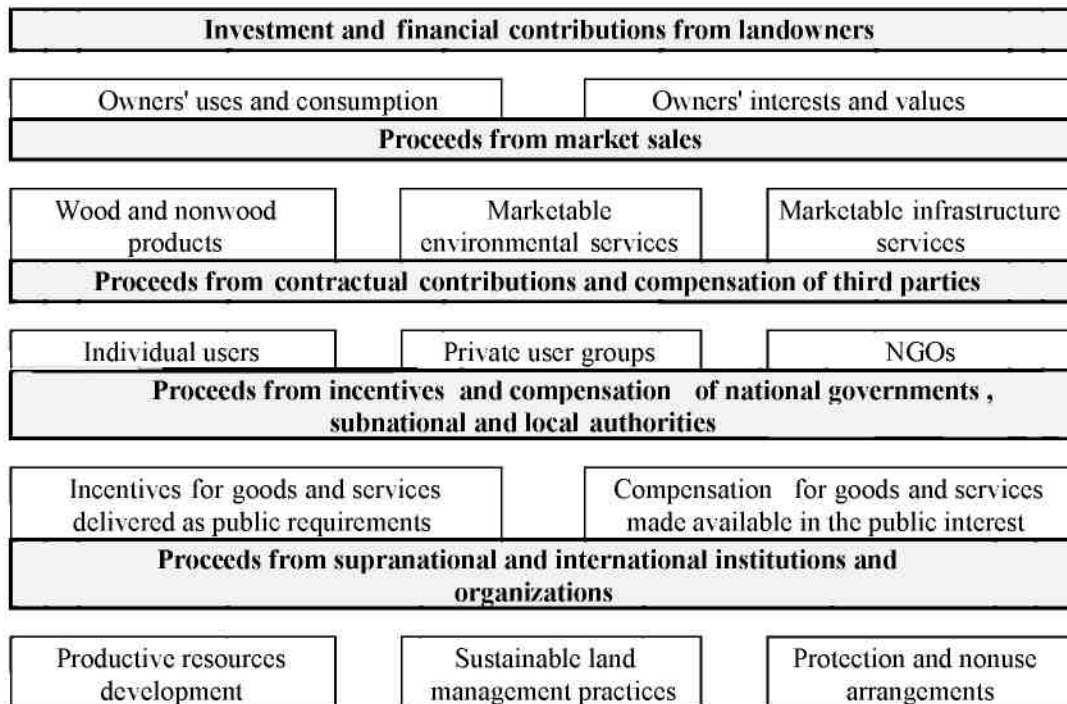 Investment and financial contributions from landowners
Owners' uses and consumption
Owners' interests and values
Proceeds from market sales
Wood and nonwood
products
Marketable
environmental services
Marketable infrastructure
services
Proceeds from contractual contributions and compensation of third parties
Individual users
Private user groups
NGOs
Proceeds from incentives and compensation of national governments ,
subnational and local authorities
Incentives for goods and services
delivered as public requirements
Compensation for goods and services
made available in the public interest
Proceeds from supranational and international institutions and
organizations
Productive resources
development
Sustainable land
management practices
Protection and nonuse
arrangements